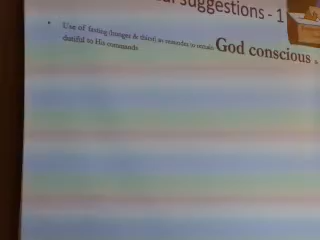 suggestions - 1
• Use of fasting (hunger & thirst) as reminder to remain God conscious &
dutiful to His commands